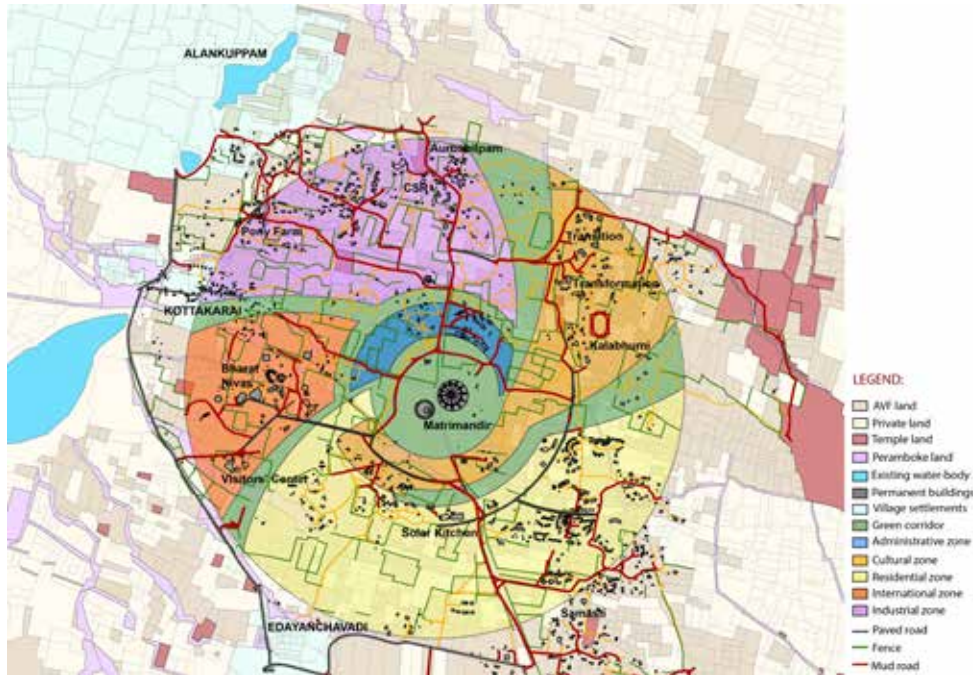 ALANKUPPAM
Auroshilpam
CSR
Pony Farm
Transition
Transformation
KOTTAKARAI
Kalabhumi
Bharat
Nivas
Matrimandir
Visitors' Center
Solar Kitchen
Samasti
EDAYANCHAVADI
LEGEND:
AVF land
Private land
Temple land
Peramboke land
Existing water-body
Permanent buildings
Village settlements
Green corridor
Administrative zone
Cultural zone
Residential zone
International zone
Industrial zone
Paved road
Fence
Mud road